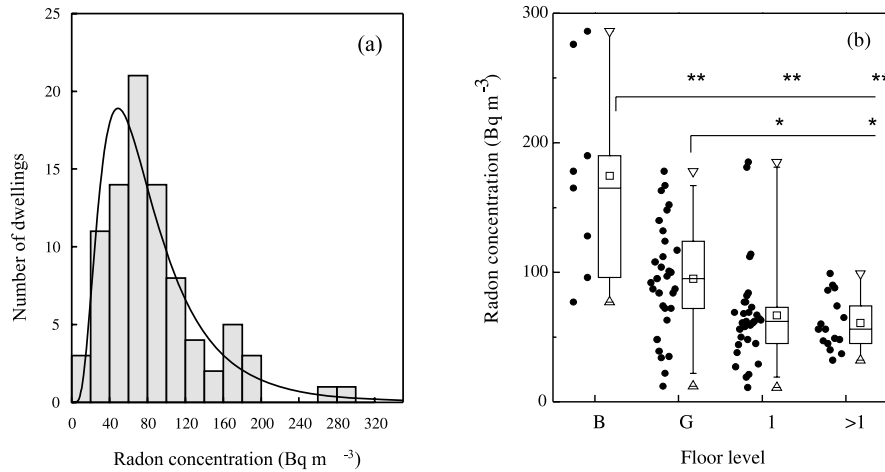 (a)
25
20
15
10
5
0
Number of dwellings
0 40 80 120 160 200 240 280 320
Radon concentration (Bq m -3)
(b)
300
200
100
0
Radon concentration (Bq m -3)
** ** **
* *
B G 1 >1
Floor level